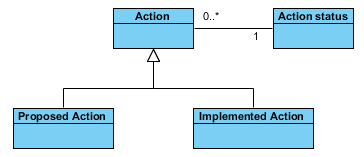 Action
0..*
Action status
1
Proposed Action
Implemented Action